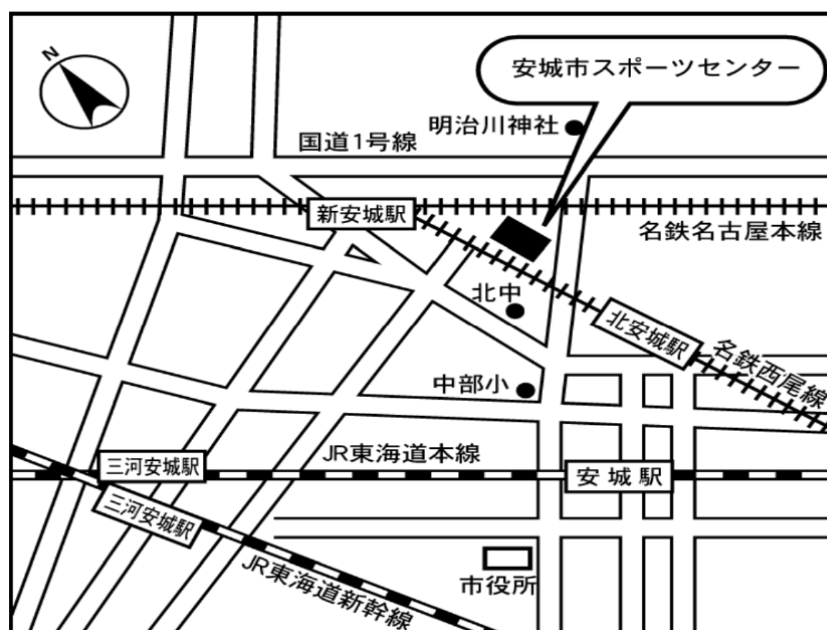 N
安城市スポーツセンター
明治川神社
国道1号線
新安城駅
名鉄名古屋本線
北中
北安城駅
名鉄西尾線
中部小
JR東海道本線
三河安城駅
安城駅
三河安城駅
JR東海道新幹線
市役所